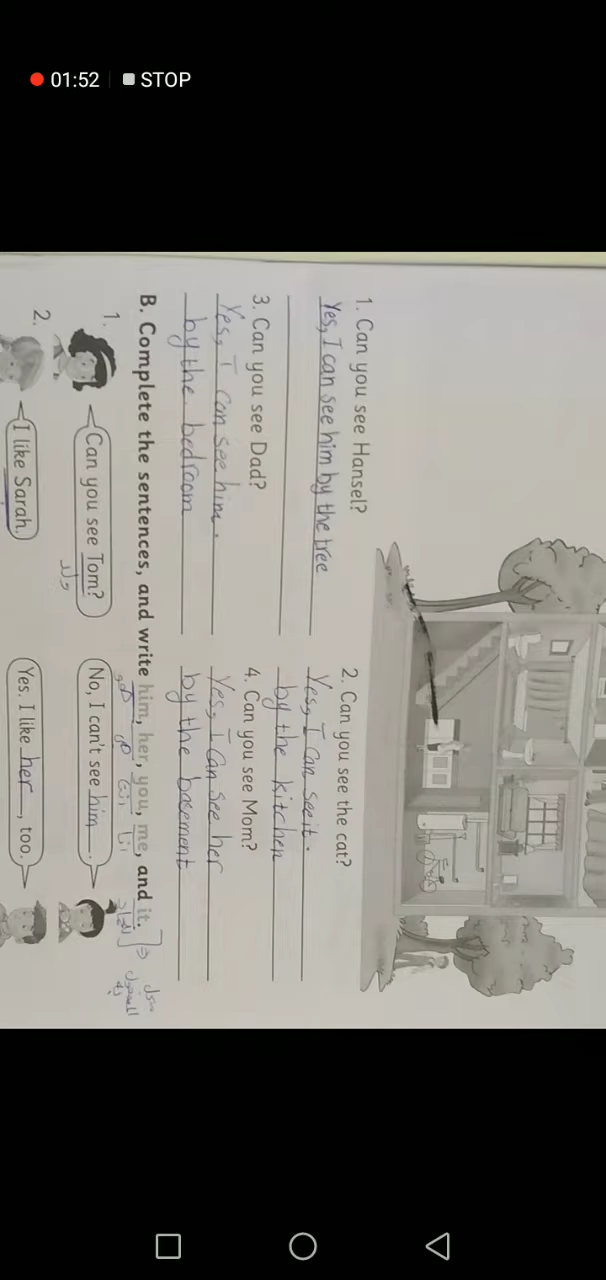 01:52 STOP
1. Can you see Hansel?
Yes, I can see him by the tree
2. Can you see the cat?
Yes, I can see it.
by the kitchen
3. Can you see Dad?
Yes, I can see him.
by the bedroom
4. Can you see Mom?
Yes, I can see her
by the basement
B. Complete the sentences, and write him, her, you, me, and it.
هي
أنت
أنا
1. Can you see Tom?
ولد
No, I can't see him.
2. I like Sarah.
Yes. I like her, too.